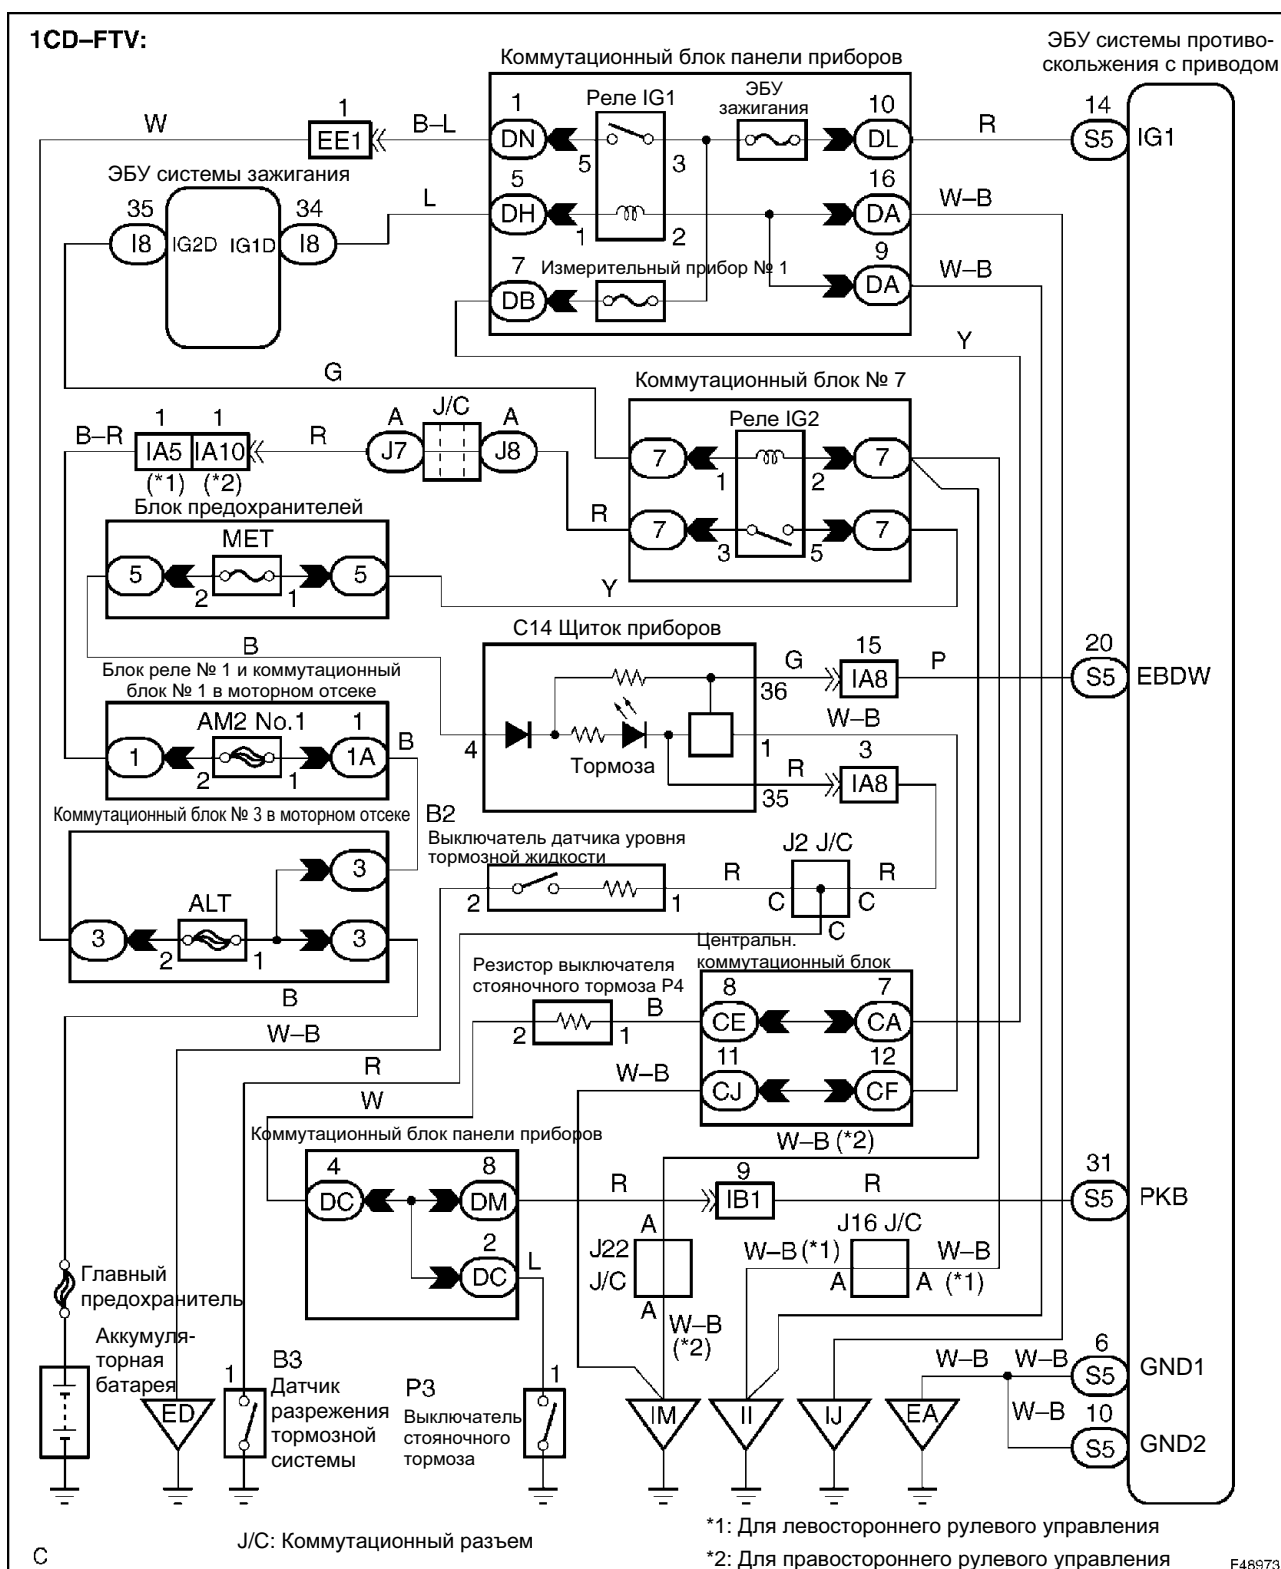 1CD–FTV:
ЭБУ системы противо-
скольжения с приводом
Коммутационный блок панели приборов
W
1
EE1
B–L
1
DN
Реле IG1
5
3
ЭБУ
зажигания
10
DL
R
14
S5
IG1
ЭБУ системы зажигания
35
I8
IG2D
IG1D
34
I8
L
5
DH
1
2
16
DA
W–B
7
DB
Измерительный прибор № 1
9
DA
W–B
Y
G
Коммутационный блок № 7
Реле IG2
7
1
2
7
7
3
5
7
B–R
1
1
IA5
IA10
(*1)
(*2)
R
A
J7
J/C
A
J8
R
Блок предохранителей
MET
5
2
1
5
Y
B
С14 Щиток приборов
4
Тормоза
G
36
15
IA8
P
20
S5
EBDW
W–B
1
R
35
3
IA8
Блок реле № 1 и коммутационный
блок № 1 в моторном отсеке
AM2 No.1
1
2
1
1
1A
B
Коммутационный блок № 3 в моторном отсеке
ALT
3
3
2
1
3
B
B2
Выключатель датчика уровня
тормозной жидкости
2
1
R
J2 J/C
R
C
C
C
W–B
R
W
Резистор выключателя
стояночного тормоза P4
2
1
B
Центральн.
коммутационный блок
8
CE
7
CA
11
CJ
12
CF
W–B
W–B (*2)
Коммутационный блок панели приборов
4
DC
8
DM
2
DC
L
R
9
IB1
R
31
S5
PKB
A
J22
J/C
A
W–B
(*2)
J16 J/C
W–B (*1)
A
A
W–B
(*1)
Главный
предохранитель
Аккумуля-
торная
батарея
ED
1
B3
Датчик
разрежения
тормозной
системы
P3
Выключатель
стояночного
тормоза
1
IM
II
IJ
EA
W–B
W–B
6
S5
GND1
W–B
10
S5
GND2
J/C: Коммутационный разъем
*1: Для левостороннего рулевого управления
*2: Для правостороннего рулевого управления
C
F48973